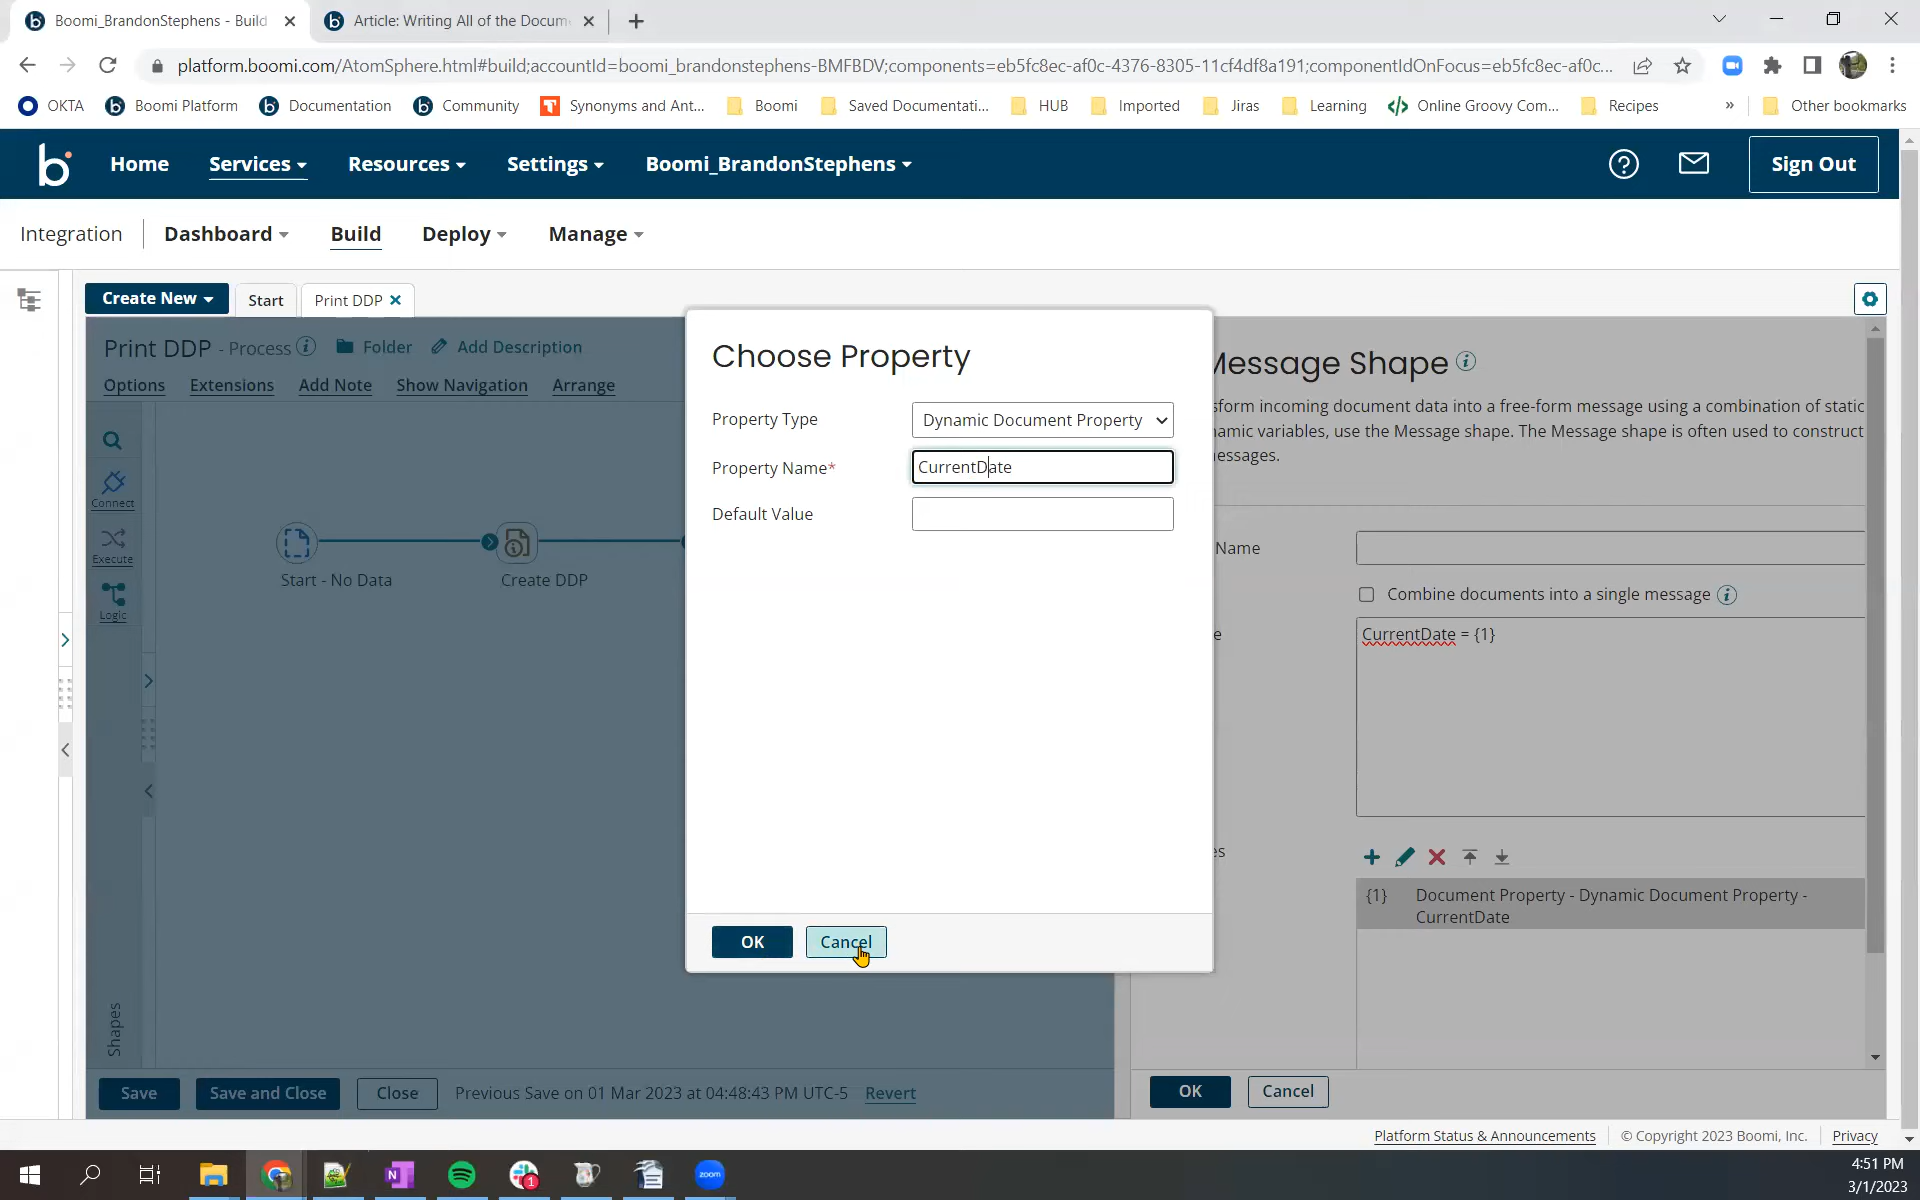 Boomi_BrandonStephens - Build
Article: Writing All of the Docum
platform.boomi.com/AtomSphere.html#build;accountId=boomi_brandonstephens-BMFBDV;components=eb5fc8ec-af0c-4376-8305-11cf4df8a191;componentIdOnFocus=eb5fc8ec-af0c...
OKTA
Boomi Platform
Documentation
Community
Synonyms and Ant...
Boomi
Saved Documentati...
HUB
Imported
Jiras
Learning
Online Groovy Com...
Recipes
»
Other bookmarks
Home
Services
Resources
Settings
Boomi_BrandonStephens
Sign Out
Integration
Dashboard
Build
Deploy
Manage
Create New
Start
Print DDP
Print DDP - Process
Folder
Add Description
Options
Extensions
Add Note
Show Navigation
Arrange
Connect
Execute
Logic
Shapes
Start - No Data
Create DDP
Choose Property
Property Type
Dynamic Document Property
Property Name*
CurrentDate
Default Value
OK
Cancel
Message Shape
sform incoming document data into a free-form message using a combination of static
amic variables, use the Message shape. The Message shape is often used to construct
essages.
Name
Combine documents into a single message
e
CurrentDate = {1}
es
{1} Document Property - Dynamic Document Property -
CurrentDate
OK
Cancel
Save
Save and Close
Close
Previous Save on 01 Mar 2023 at 04:48:43 PM UTC-5
Revert
Platform Status & Announcements
© Copyright 2023 Boomi, Inc.
Privacy
zoom
1
4:51 PM
3/1/2023